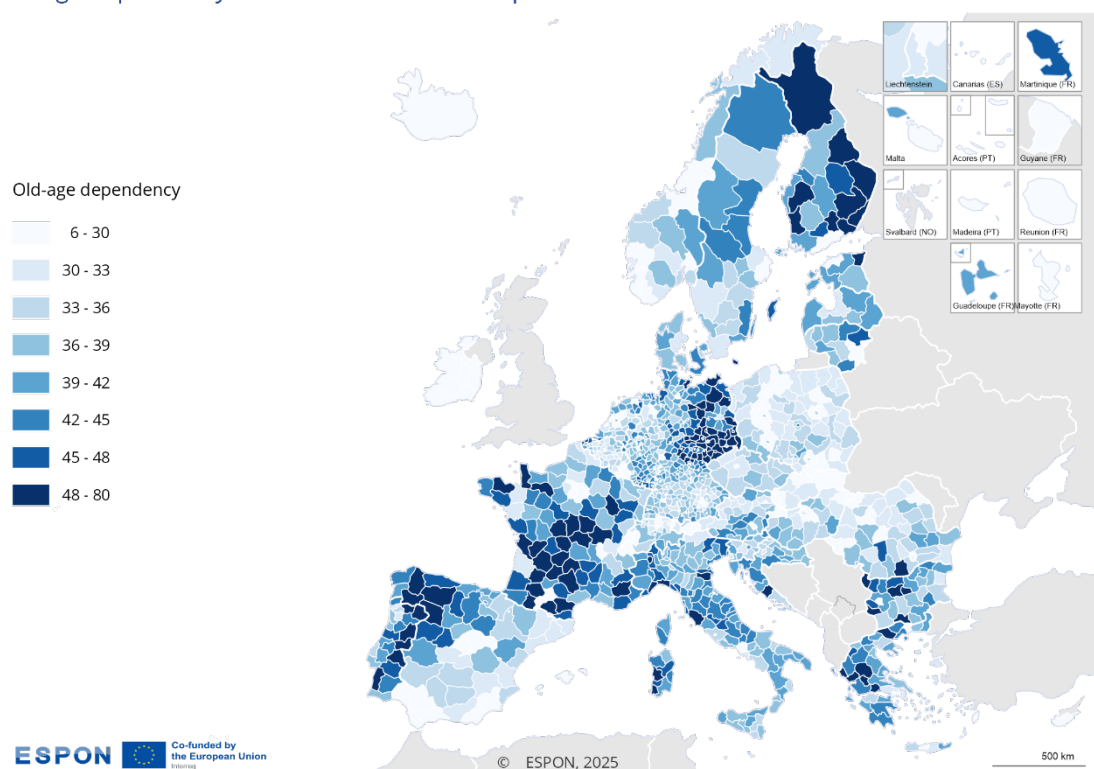 Old-age dependency
6 - 30
30 - 33
33 - 36
36 - 39
39 - 42
42 - 45
45 - 48
48 - 80
Liechtenstein
Canarias (ES)
Martinique (FR)
Malta
Acores (PT)
Guyane (FR)
Svalbard (NO)
Madeira (PT)
Reunion (FR)
Guadeloupe (FR)
Mayotte (FR)
ESPON
Co-funded by
the European Union
Interreg
© ESPON, 2025
500 km